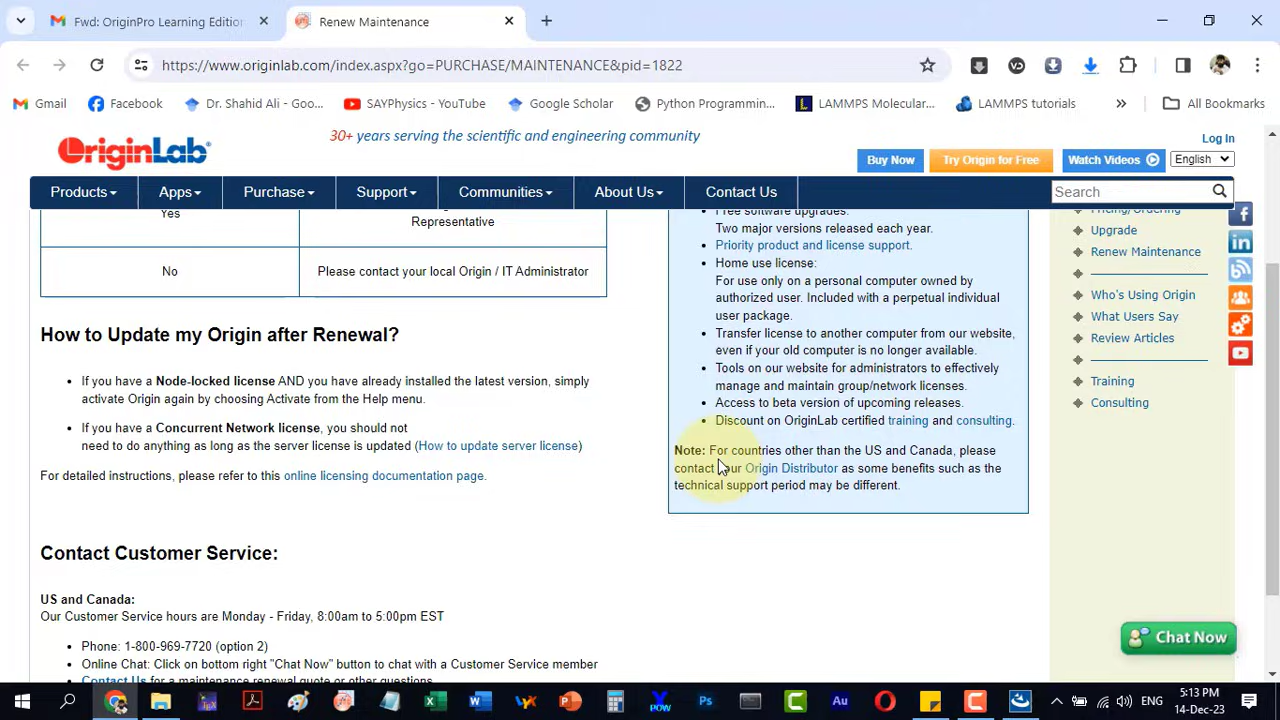 Fwd: OriginPro Learning Edition
Renew Maintenance
https://www.originlab.com/index.aspx?go=PURCHASE/MAINTENANCE&pid=1822
Gmail
Facebook
Dr. Shahid Ali - Goo...
SAYPhysics - YouTube
Google Scholar
Python Programmin...
LAMMPS Molecular...
LAMMPS tutorials
All Bookmarks
OriginLab
30+ years serving the scientific and engineering community
Log In
Buy Now
Try Origin for Free
Watch Videos
English
Products
Apps
Purchase
Support
Communities
About Us
Contact Us
Search
Yes
Representative
No
Please contact your local Origin / IT Administrator
How to Update my Origin after Renewal?
If you have a Node-locked license AND you have already installed the latest version, simply
activate Origin again by choosing Activate from the Help menu.
If you have a Concurrent Network license, you should not
need to do anything as long as the server license is updated (How to update server license)
For detailed instructions, please refer to this online licensing documentation page.
Contact Customer Service:
US and Canada:
Our Customer Service hours are Monday - Friday, 8:00am to 5:00pm EST
Phone: 1-800-969-7720 (option 2)
Online Chat: Click on bottom right "Chat Now" button to chat with a Customer Service member
Contact Us for a maintenance renewal quote or other questions
Free software upgrades:
Two major versions released each year.
Priority product and license support.
Home use license:
For use only on a personal computer owned by
authorized user. Included with a perpetual individual
user package.
Transfer license to another computer from our website,
even if your old computer is no longer available.
Tools on our website for administrators to effectively
manage and maintain group/network licenses.
Access to beta version of upcoming releases.
Discount on OriginLab certified training and consulting.
Note: For countries other than the US and Canada, please
contact your Origin Distributor as some benefits such as the
technical support period may be different.
Pricing/Ordering
Upgrade
Renew Maintenance
Who's Using Origin
What Users Say
Review Articles
Training
Consulting
Chat Now
ENG
5:13 PM
14-Dec-23